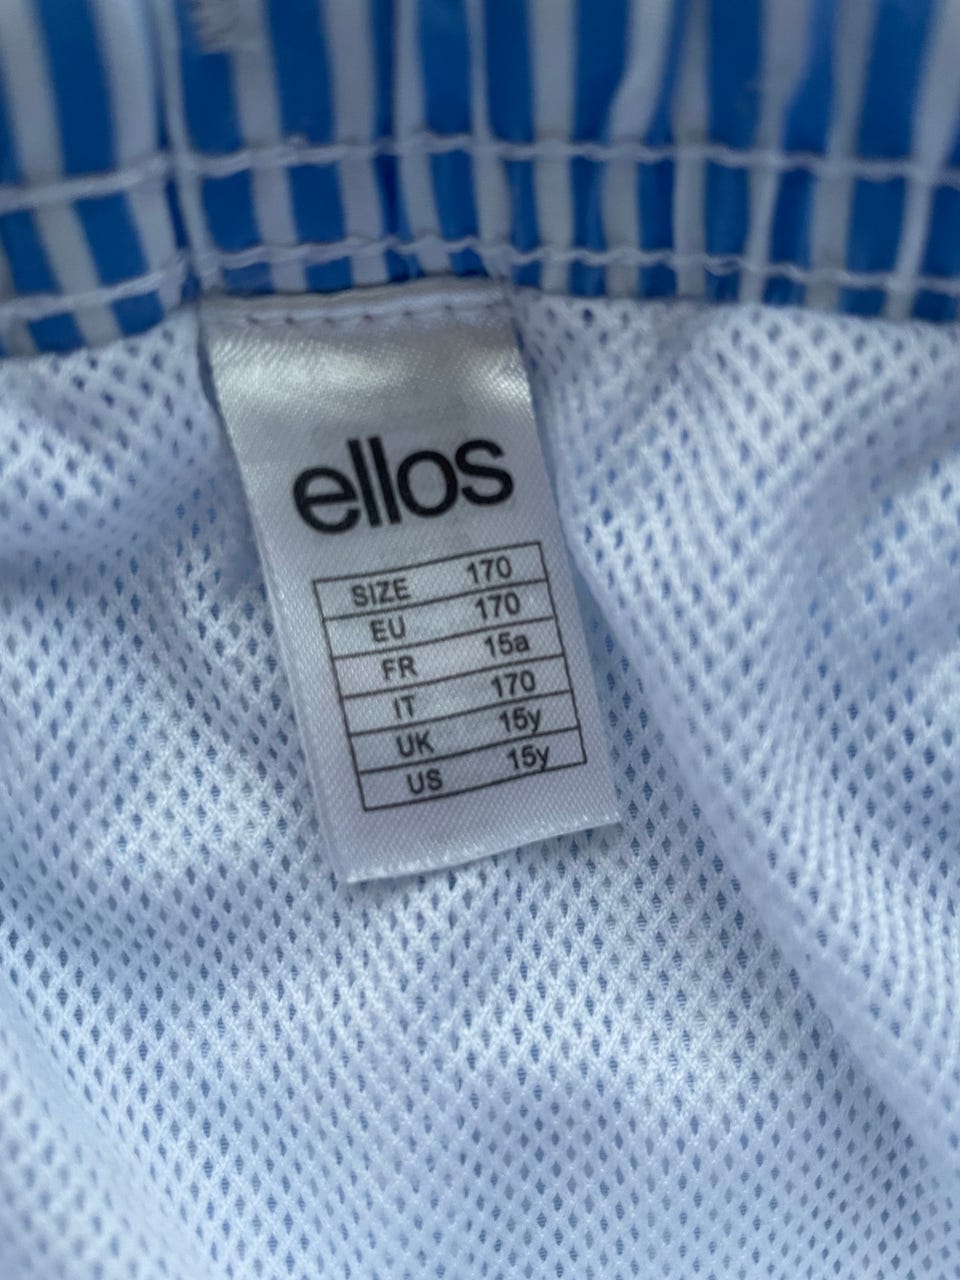 ellos
SIZE 170
EU 170
FR 15a
IT 170
UK 15y
US 15y